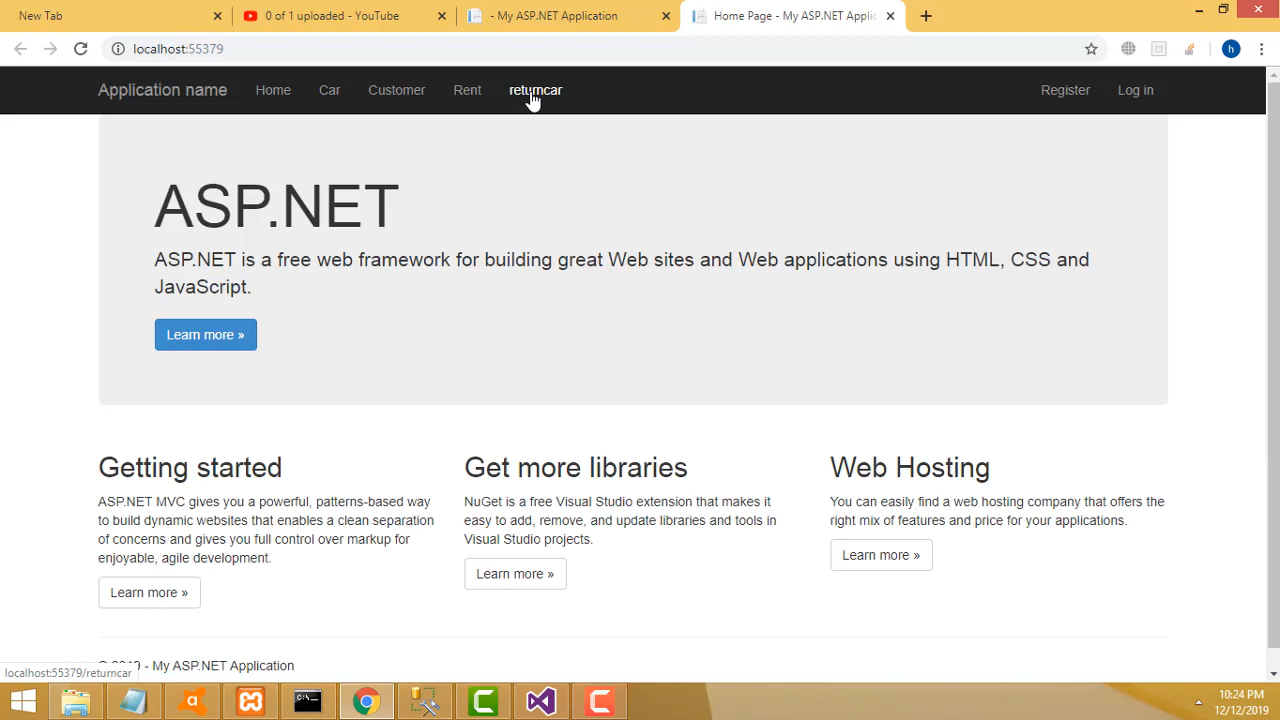 New Tab
0 of 1 uploaded - YouTube
- My ASP.NET Application
Home Page - My ASP.NET Applic
localhost:55379
h
Application name
Home
Car
Customer
Rent
returncar
Register
Log in
ASP.NET
ASP.NET is a free web framework for building great Web sites and Web applications using HTML, CSS and
JavaScript.
Learn more »
Getting started
ASP.NET MVC gives you a powerful, patterns-based way
to build dynamic websites that enables a clean separation
of concerns and gives you full control over markup for
enjoyable, agile development.
Learn more »
Get more libraries
NuGet is a free Visual Studio extension that makes it
easy to add, remove, and update libraries and tools in
Visual Studio projects.
Learn more »
Web Hosting
You can easily find a web hosting company that offers the
right mix of features and price for your applications.
Learn more »
© 2019 - My ASP.NET Application
localhost:55379/returncar
10:24 PM
12/12/2019